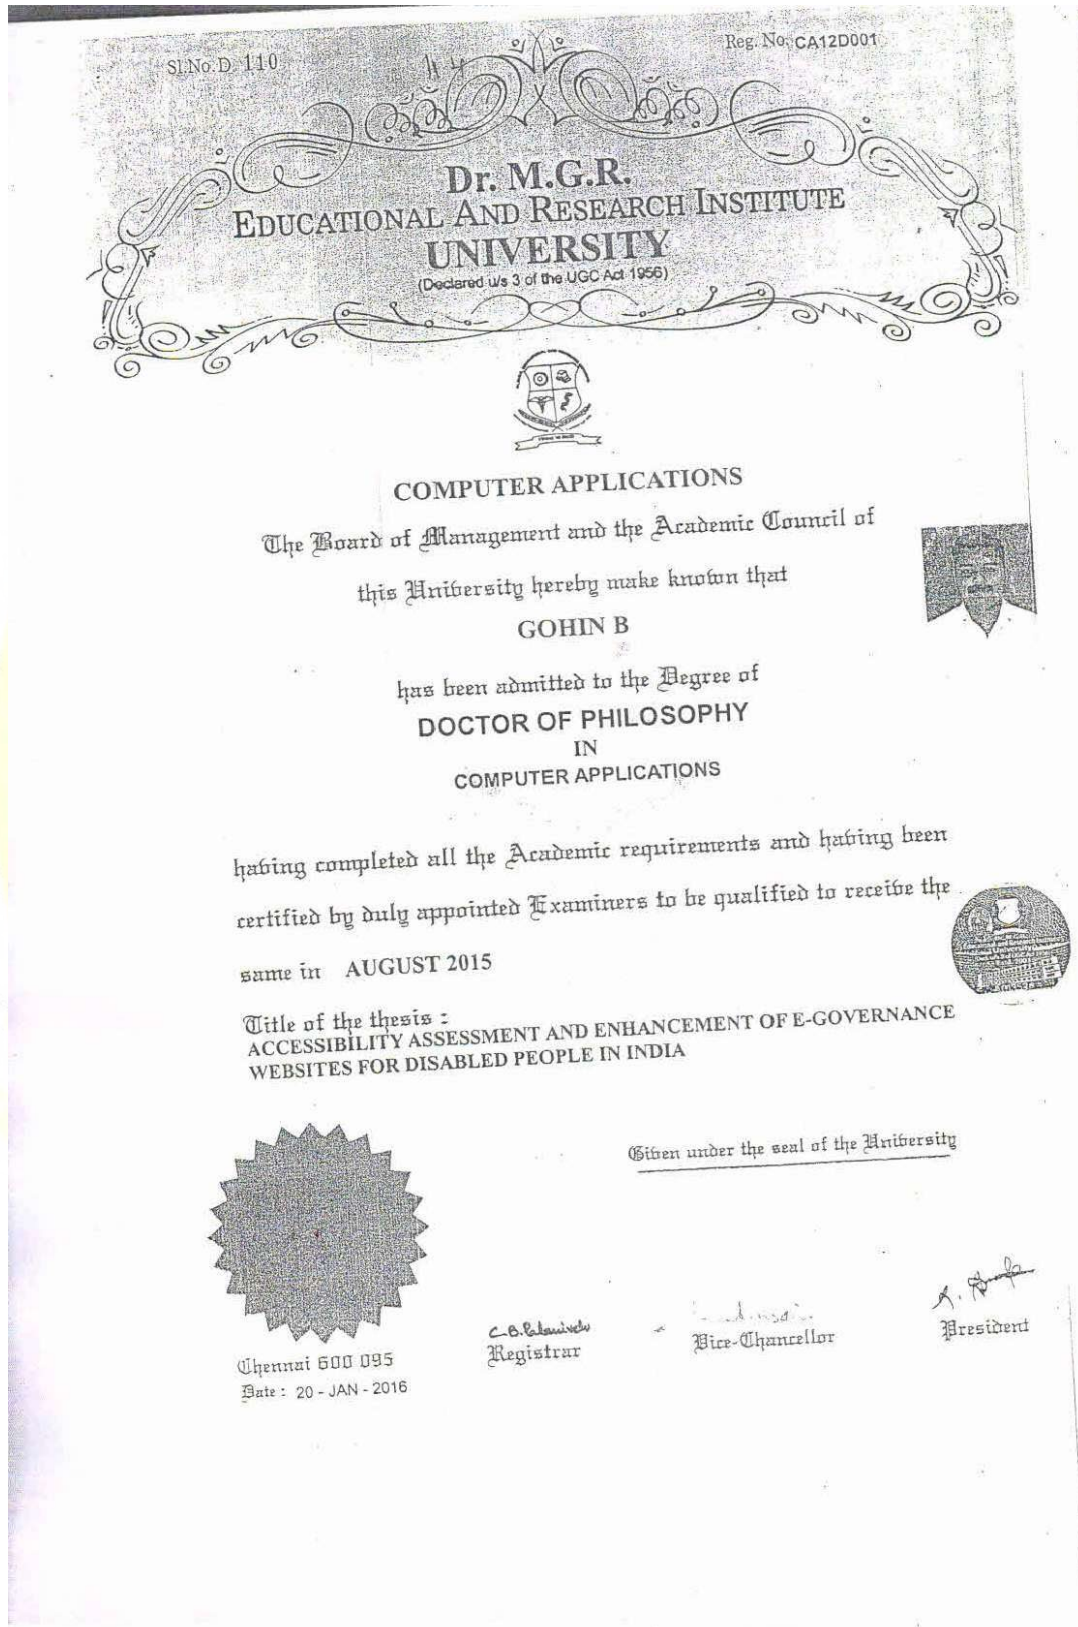 Sl.No.D 110
Reg. No. CA12D001
Dr. M.G.R.
EDUCATIONAL AND RESEARCH INSTITUTE
UNIVERSITY
(Declared u/s 3 of the UGC Act 1956)
COMPUTER APPLICATIONS
The Board of Management and the Academic Council of
this University hereby make known that
GOHIN B
has been admitted to the Degree of
DOCTOR OF PHILOSOPHY
IN
COMPUTER APPLICATIONS
having completed all the Academic requirements and having been
certified by duly appointed Examiners to be qualified to receive the
same in AUGUST 2015
Title of the thesis :
ACCESSIBILITY ASSESSMENT AND ENHANCEMENT OF E-GOVERNANCE
WEBSITES FOR DISABLED PEOPLE IN INDIA
Given under the seal of the University
C.B. Palanivelu
Registrar
Vice-Chancellor
President
Chennai 600 095
Date : 20 - JAN - 2016